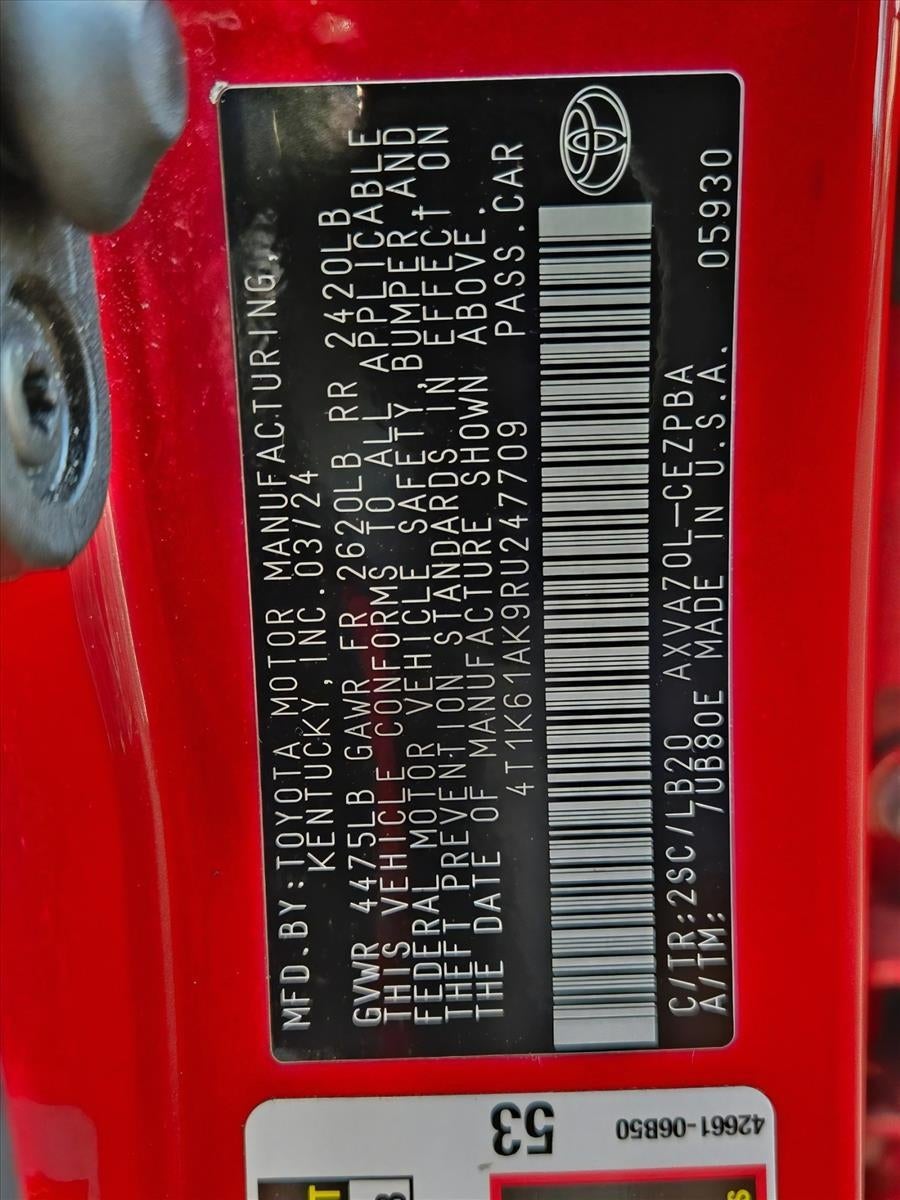 MFD.BY:TOYOTA MOTOR MANUFACTURING,
KENTUCKY,INC.03/24
GVWR 4475LB GAWR FR 2620LB RR 2420LB
THIS VEHICLE CONFORMS TO ALL APPLICABLE
FEDERAL MOTOR VEHICLE SAFETY,BUMPER,AND
THEFT PREVENTION STANDARDS IN EFFECT ON
THE DATE OF MANUFACTURE SHOWN ABOVE.
4T1K61AK9RU247709 PASS.CAR
C/TR:2SC/LB20 AXVA70L-CEZPBA 05930
A/TM: /UB80E MADE IN U.S.A.
53
42661-06B50